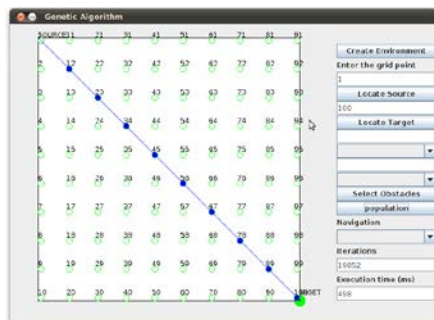 Genetic Algorithm
SOURCE 11 21 31 41 51 61 71 81 91
2 12 22 32 42 52 62 72 82 92
3 13 23 33 43 53 63 73 83 93
4 14 24 34 44 54 64 74 84 94
5 15 25 35 45 55 65 75 85 95
6 16 26 36 46 56 66 76 86 96
7 17 27 37 47 57 67 77 87 97
8 18 28 38 48 58 68 78 88 98
9 19 29 39 49 59 69 79 89 99
10 20 30 40 50 60 70 80 90
Create Environment
Enter the grid point
1
Locate Source
100
Locate Target
Select Obstacles
population
Navigation
Iterations
Execution time (ms)